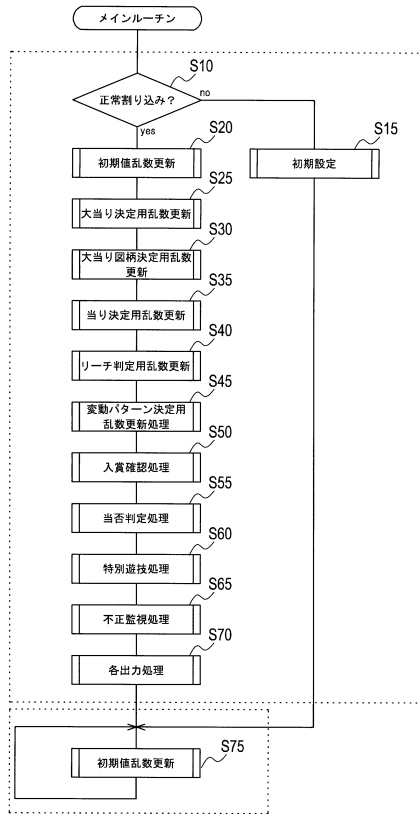 メインルーチン
S10
正常割り込み？
no
yes
S20
初期値乱数更新
S15
初期設定
S25
大当り決定用乱数更新
S30
大当り図柄決定用乱数
更新
S35
当り決定用乱数更新
S40
リーチ判定用乱数更新
S45
変動パターン決定用
乱数更新処理
S50
入賞確認処理
S55
当否判定処理
S60
特別遊技処理
S65
不正監視処理
S70
各出力処理
S75
初期値乱数更新